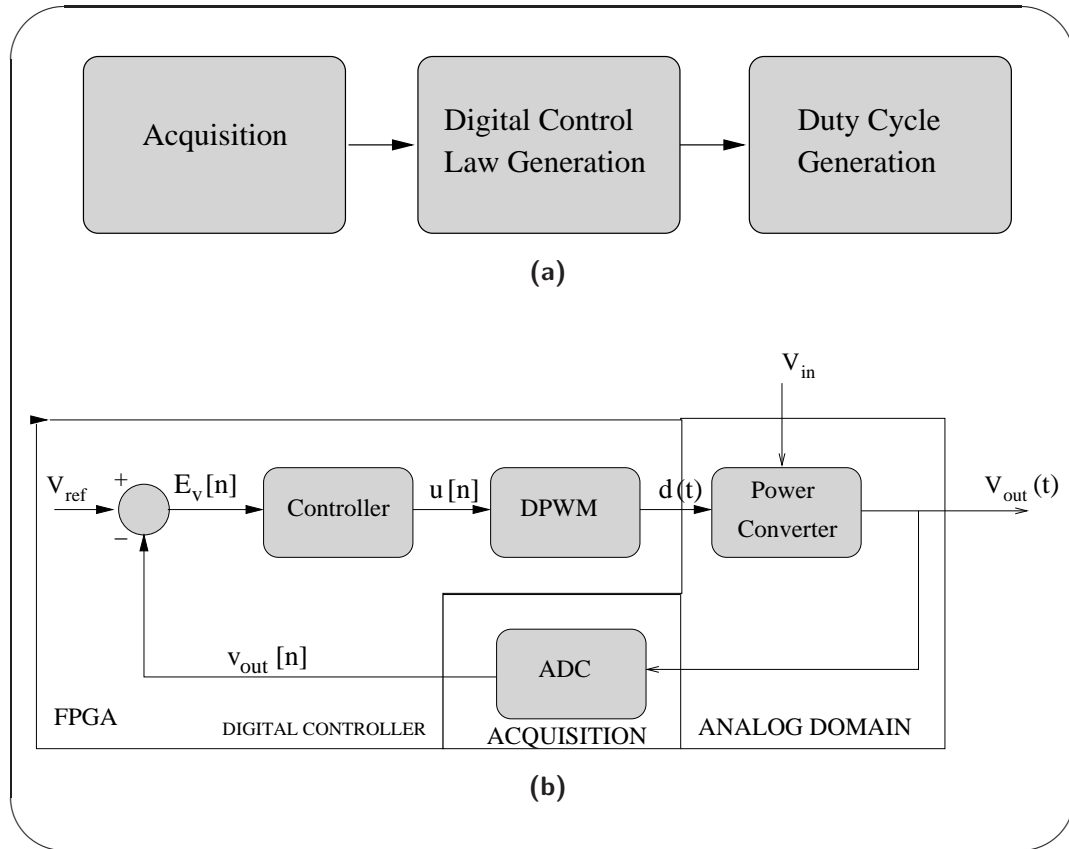 Acquisition
Digital Control
Law Generation
Duty Cycle
Generation
(a)
V_in
V_ref
+
−
E_v[n]
Controller
u[n]
DPWM
d(t)
Power
Converter
V_out(t)
v_out[n]
ADC
FPGA
DIGITAL CONTROLLER
ACQUISITION
ANALOG DOMAIN
(b)